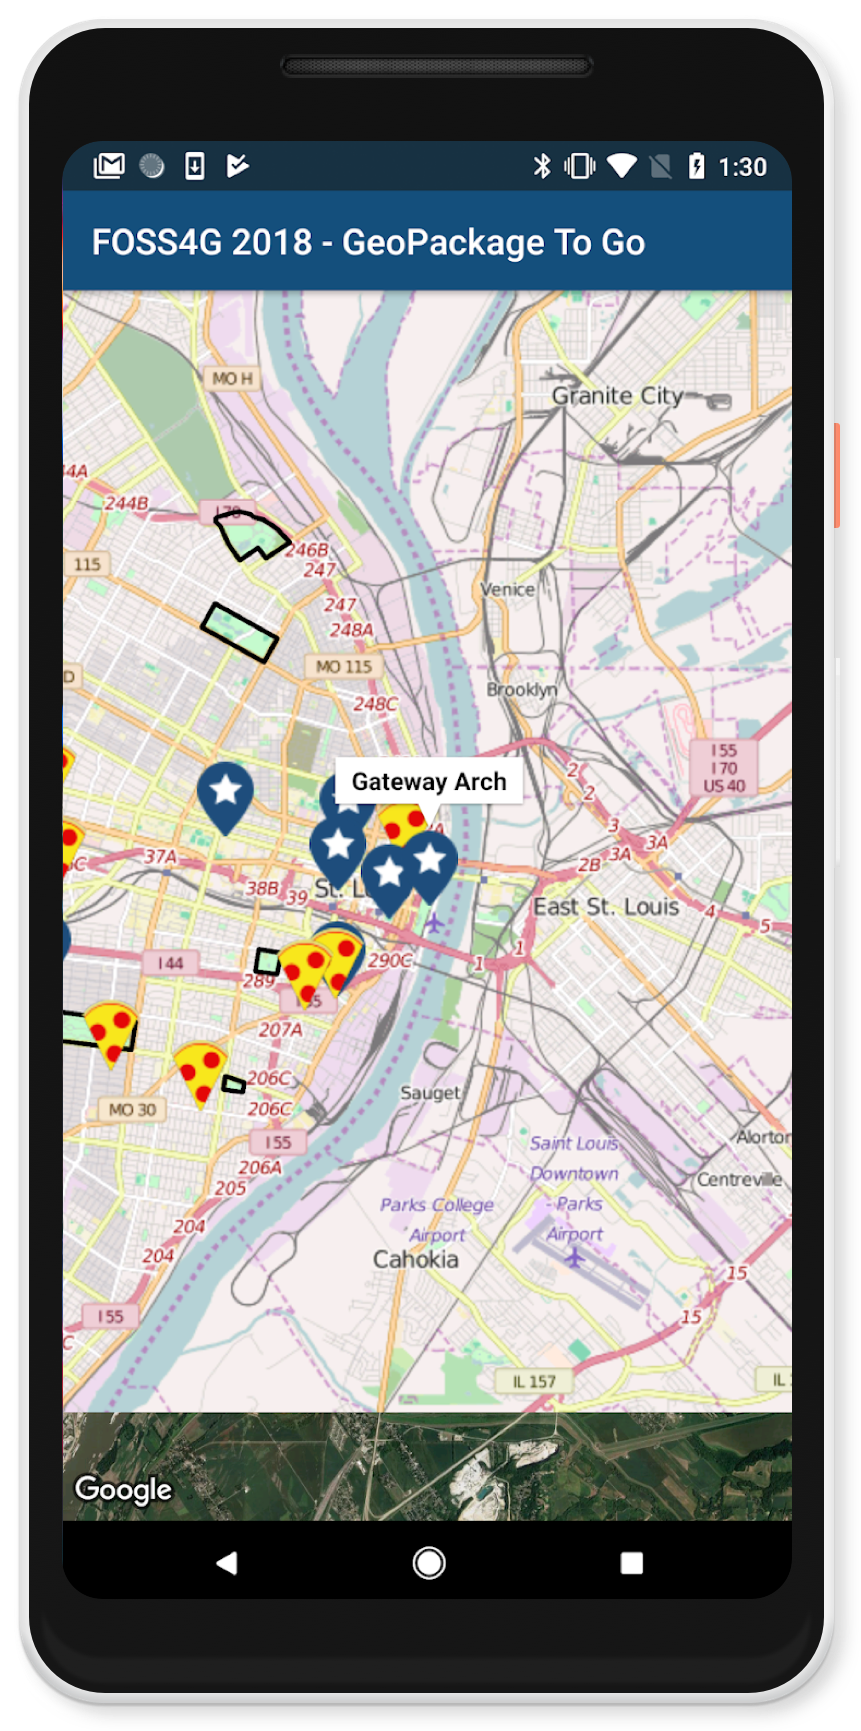 1:30
FOSS4G 2018 - GeoPackage To Go
MO H
Granite City
244B
I 70
246B
247
115
Venice
247
248A
MO 115
Brooklyn
248C
I 55
I 70
US 40
Gateway Arch
2
2
3
3A
3A
2B
37A
38B
39
St. L
East St. Louis
4
5
1
1
I 44
290C
289
207A
206C
206C
MO 30
Sauget
I 55
Saint Louis
Downtown
- Parks
Airport
Alorton
Centreville
206A
205
Parks College
Airport
204
204
Cahokia
15
15
I 55
IL 157
IL
Google